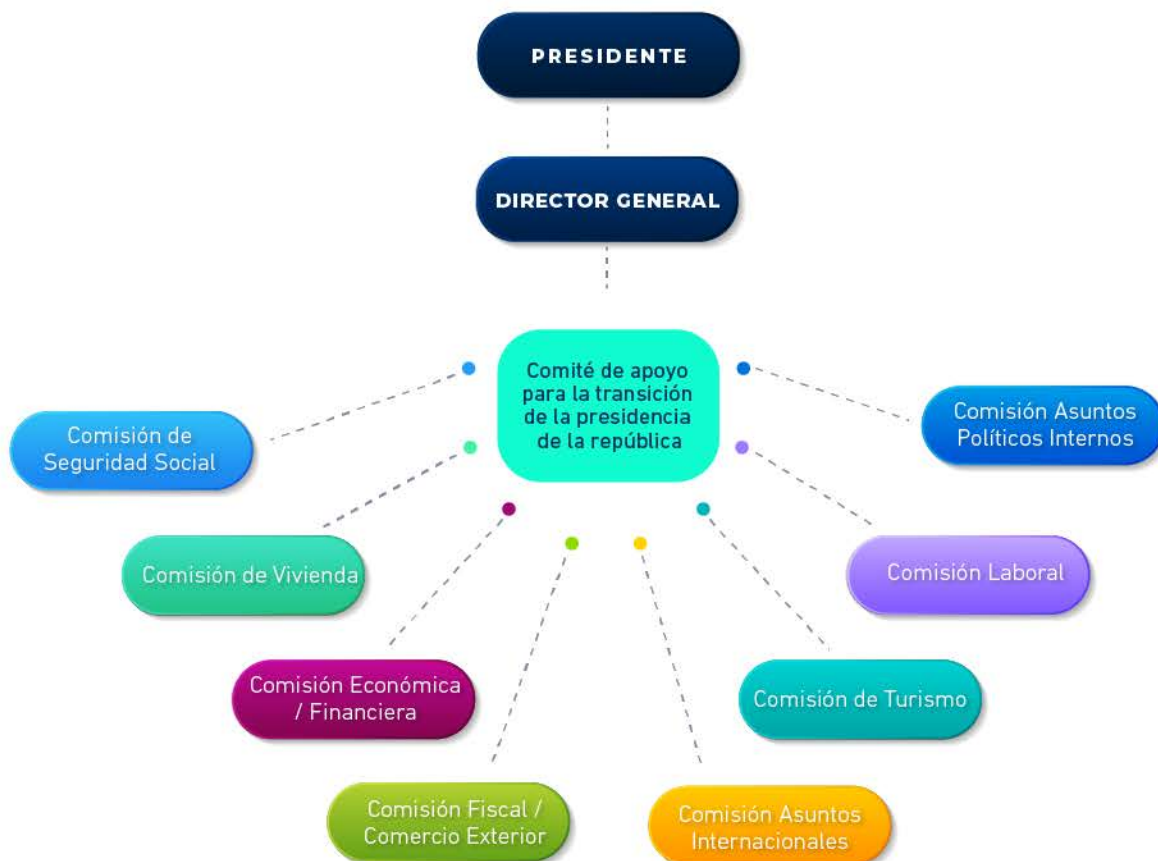 PRESIDENTE
DIRECTOR GENERAL
Comité de apoyo
para la transición
de la presidencia
de la república
Comisión de
Seguridad Social
Comisión Asuntos
Políticos Internos
Comisión de Vivienda
Comisión Laboral
Comisión Económica
/ Financiera
Comisión de Turismo
Comisión Fiscal /
Comercio Exterior
Comisión Asuntos
Internacionales